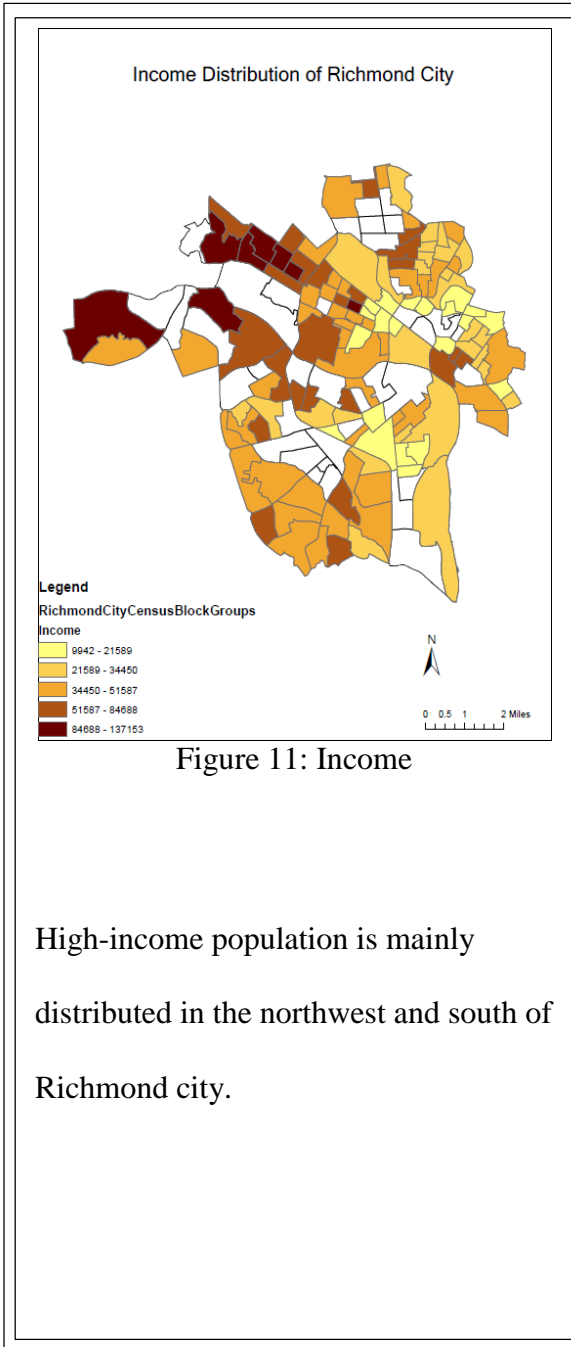 Income Distribution of Richmond City
Legend
RichmondCityCensusBlockGroups
Income
9942 - 21589
21589 - 34450
34450 - 51587
51587 - 84688
84688 - 137153
N
0 0.5 1 2 Miles
Figure 11: Income
High-income population is mainly
distributed in the northwest and south of
Richmond city.